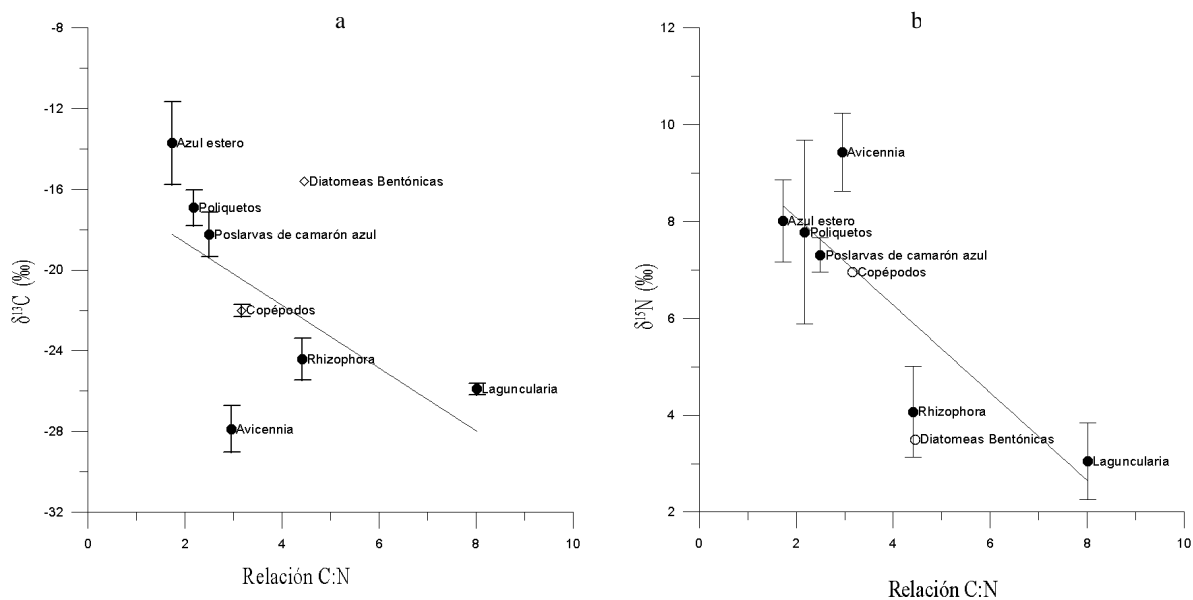 a
-8
-12
-16
-20
-24
-28
-32
δ¹³C (‰)
Azul estero
Diatomeas Bentónicas
Poliquetos
Poslarvas de camarón azul
Copépodos
Rhizophora
Laguncularia
Avicennia
0 2 4 6 8 10
Relación C:N
b
12
10
8
6
4
2
δ¹⁵N (‰)
Avicennia
Azul estero
Poliquetos
Poslarvas de camarón azul
Copépodos
Rhizophora
Diatomeas Bentónicas
Laguncularia
0 2 4 6 8 10
Relación C:N